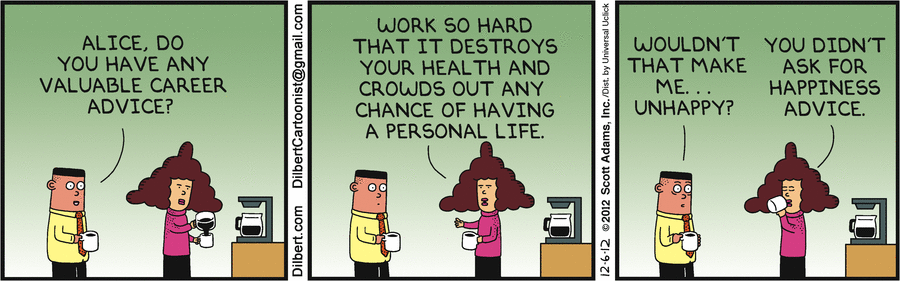 ALICE, DO
YOU HAVE ANY
VALUABLE CAREER
ADVICE?
Dilbert.com DilbertCartoonist@gmail.com
WORK SO HARD
THAT IT DESTROYS
YOUR HEALTH AND
CROWDS OUT ANY
CHANCE OF HAVING
A PERSONAL LIFE.
12-6-12 ©2012 Scott Adams, Inc./Dist. by Universal Uclick
WOULDN'T
THAT MAKE
ME...
UNHAPPY?
YOU DIDN'T
ASK FOR
HAPPINESS
ADVICE.